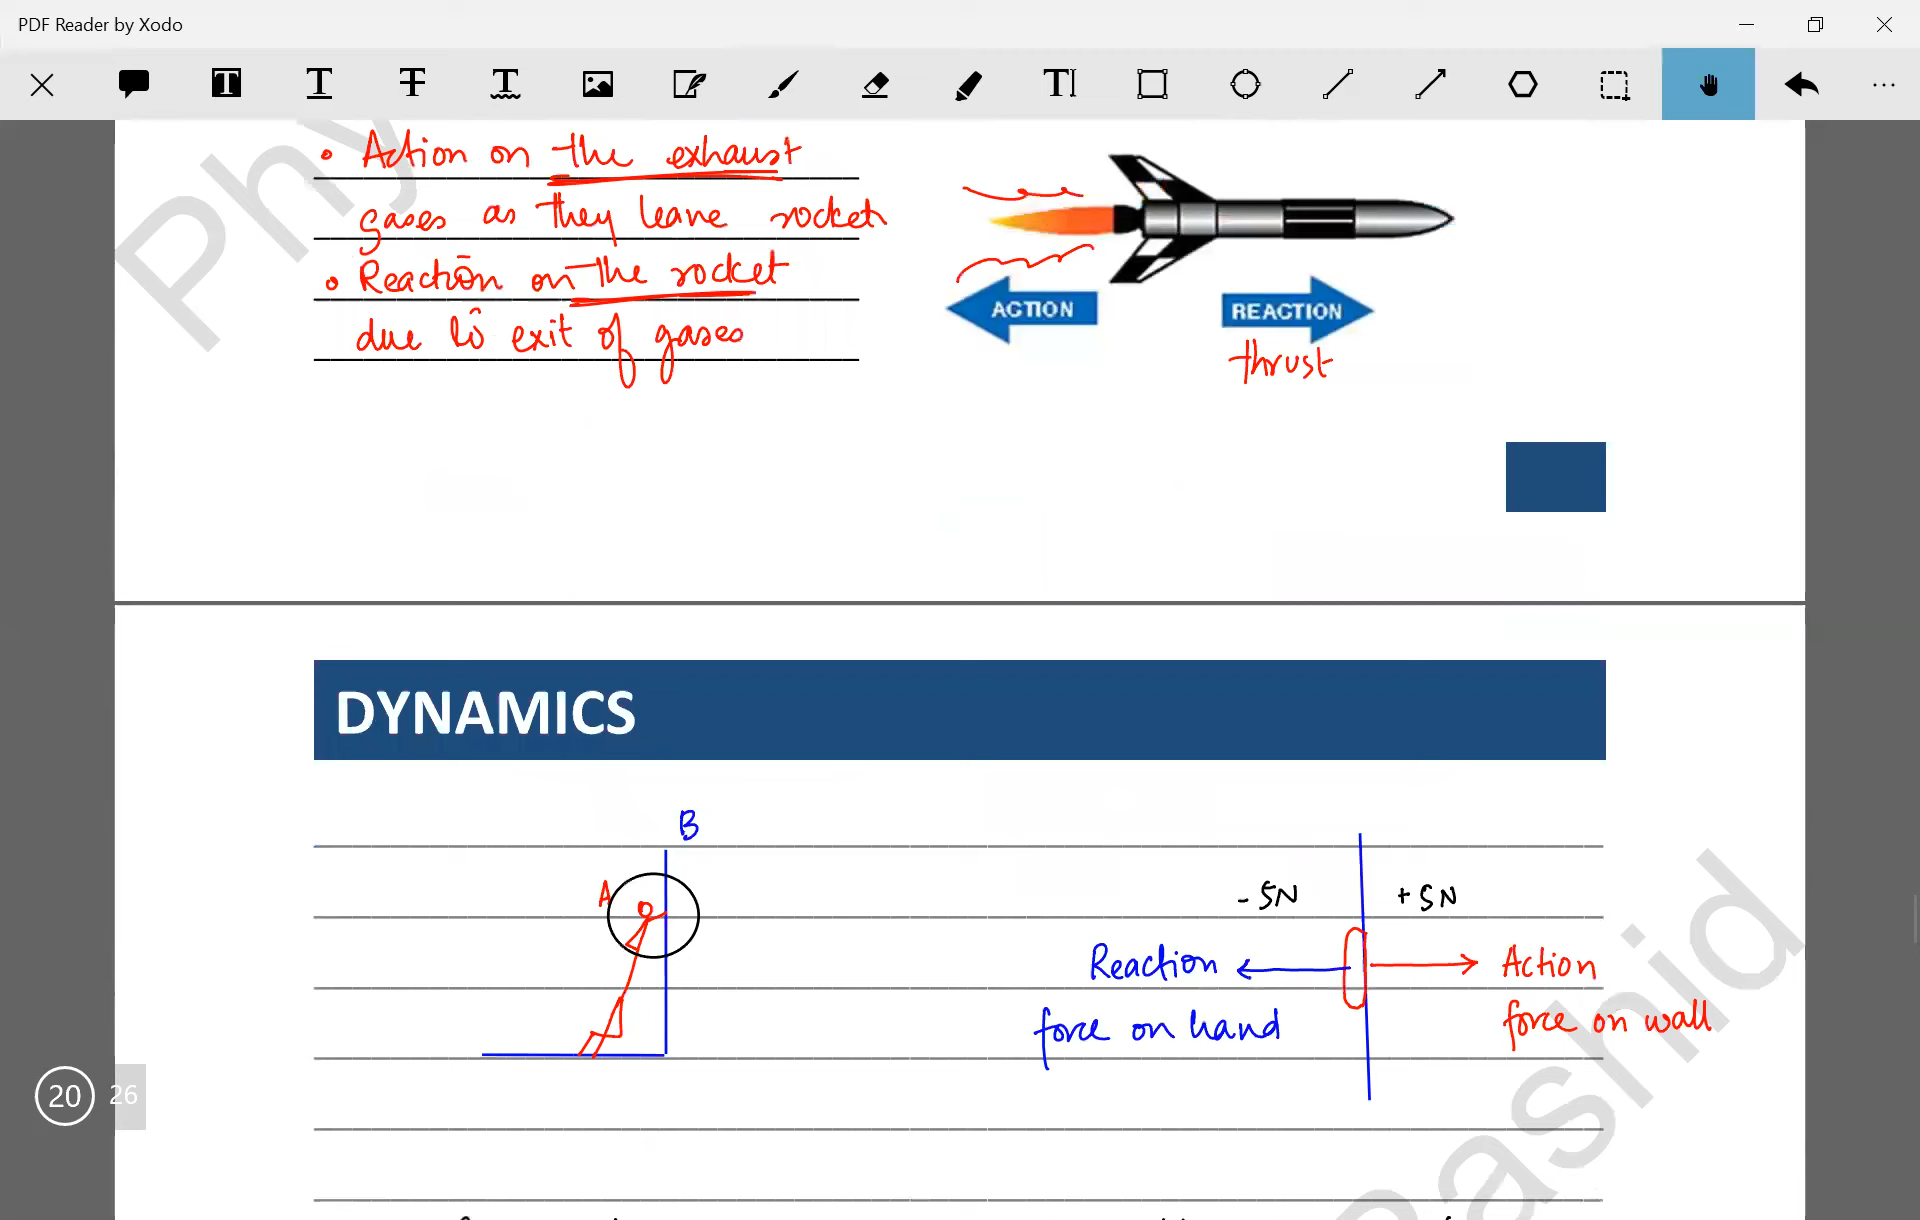 PDF Reader by Xodo
• Action on the exhaust
gases as they leave rocket
• Reaction on the rocket
due to exit of gases
ACTION
REACTION
thrust
Phy
DYNAMICS
B
A
- 5N
+ 5N
Reaction
force on hand
Action
force on wall
20
26
Rashid